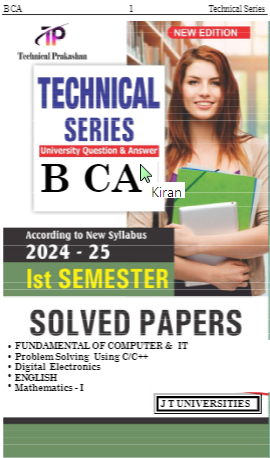 B CA 1 Technical Series
TP
Technical Prakashan
NEW EDITION
TECHNICAL
SERIES
University Question & Answer
B CA
Kiran
According to New Syllabus
2024 - 25
Ist SEMESTER
SOLVED PAPERS
• FUNDAMENTAL OF COMPUTER & IT
• Problem Solving Using C/C++
• Digital Electronics
• ENGLISH
• Mathematics - I
J T UNIVERSITIES